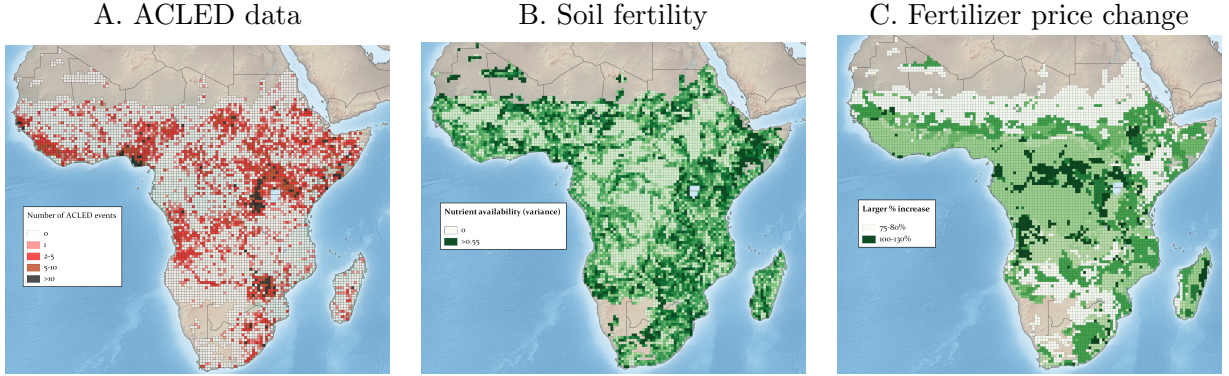 A. ACLED data
B. Soil fertility
C. Fertilizer price change
Number of ACLED events
0
1
2-5
5-10
>10
Nutrient availability (variance)
0
>0.55
Larger % increase
75-80%
100-130%